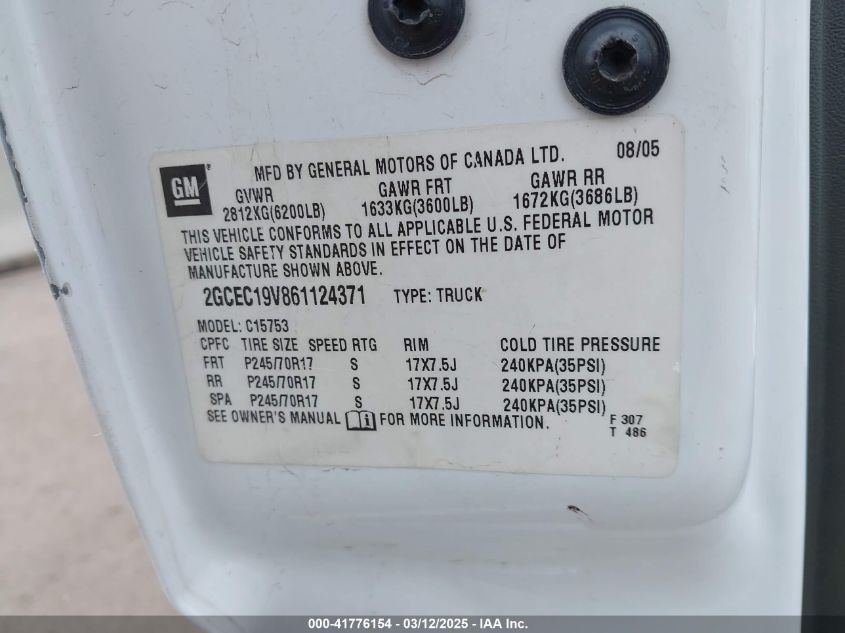 GM
MFD BY GENERAL MOTORS OF CANADA LTD. 08/05
GVWR GAWR FRT GAWR RR
2812KG(6200LB) 1633KG(3600LB) 1672KG(3686LB)
THIS VEHICLE CONFORMS TO ALL APPLICABLE U.S. FEDERAL MOTOR
VEHICLE SAFETY STANDARDS IN EFFECT ON THE DATE OF
MANUFACTURE SHOWN ABOVE.
2GCEC19V861124371 TYPE: TRUCK
MODEL: C15753
CPFC TIRE SIZE SPEED RTG RIM COLD TIRE PRESSURE
FRT P245/70R17 S 17X7.5J 240KPA(35PSI)
RR P245/70R17 S 17X7.5J 240KPA(35PSI)
SPA P245/70R17 S 17X7.5J 240KPA(35PSI)
SEE OWNER'S MANUAL FOR MORE INFORMATION. F 307
T 486
000-41776154 - 03/12/2025 - IAA Inc.